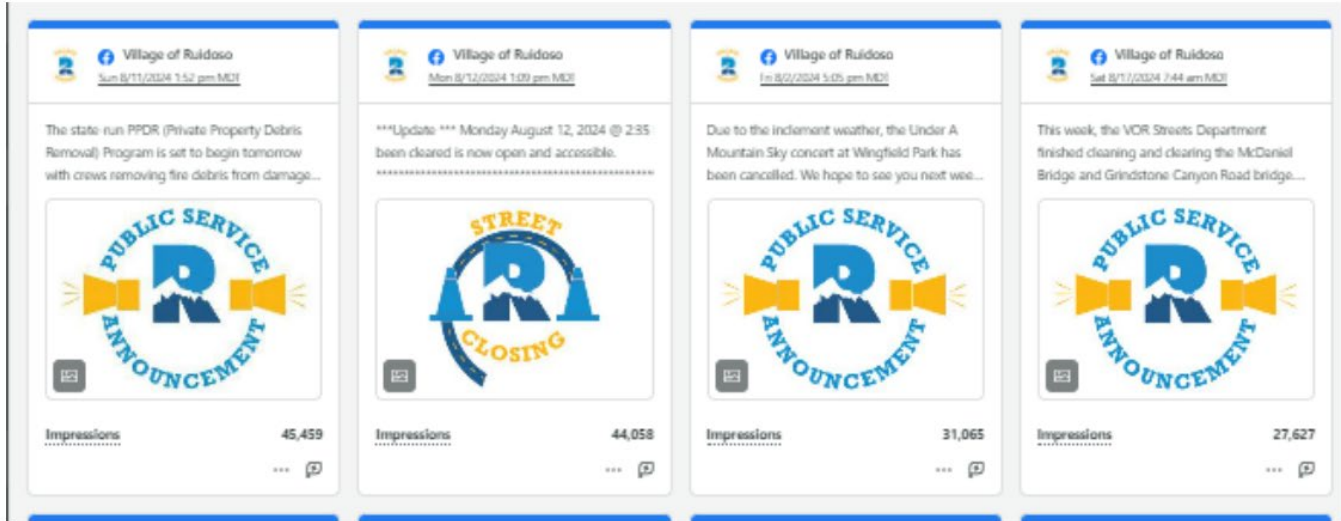 Village of Ruidoso
Sun 8/11/2024 1:52 pm MDT
The state-run PPDR (Private Property Debris
Removal) Program is set to begin tomorrow
with crews removing fire debris from damage...
PUBLIC SERVICE
R
ANNOUNCEMENT
Impressions 45,459
Village of Ruidoso
Mon 8/12/2024 1:09 pm MDT
***Update *** Monday August 12, 2024 @ 2:35
been cleared is now open and accessible.
STREET
R
CLOSING
Impressions 44,058
Village of Ruidoso
Fri 8/2/2024 5:05 pm MDT
Due to the inclement weather, the Under A
Mountain Sky concert at Wingfield Park has
been cancelled. We hope to see you next wee...
PUBLIC SERVICE
R
ANNOUNCEMENT
Impressions 31,065
Village of Ruidoso
Sat 8/17/2024 7:44 am MDT
This week, the VOR Streets Department
finished cleaning and clearing the McDaniel
Bridge and Grindstone Canyon Road bridge....
PUBLIC SERVICE
R
ANNOUNCEMENT
Impressions 27,627